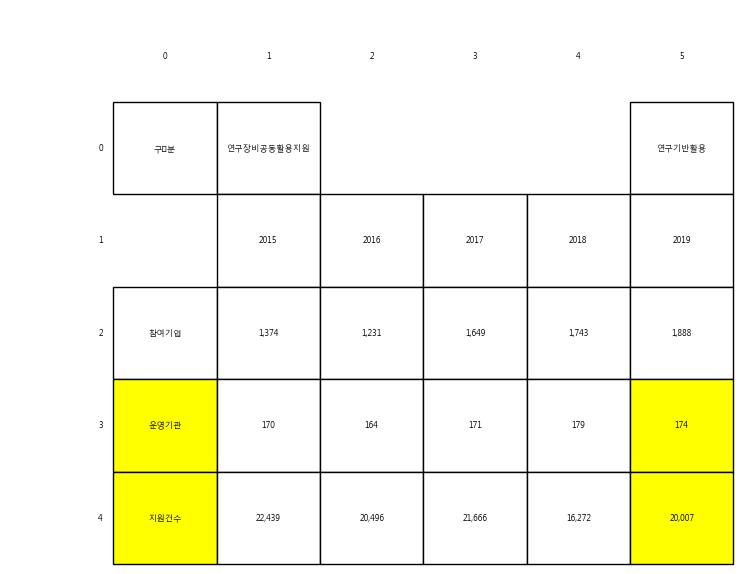 0 1 2 3 4 5
0 구□분 연구장비공동활용지원 연구기반활용
1 2015 2016 2017 2018 2019
2 참여기업 1,374 1,231 1,649 1,743 1,888
3 운영기관 170 164 171 179 174
4 지원건수 22,439 20,496 21,666 16,272 20,007